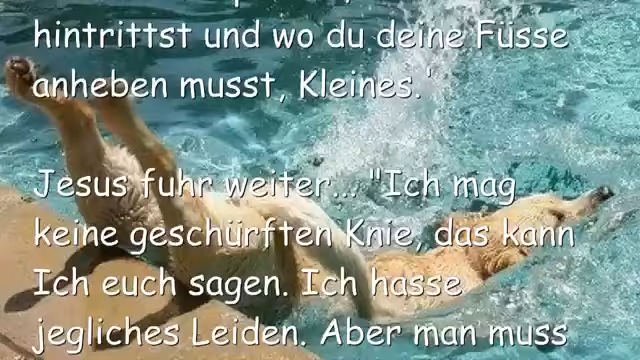 hintrittst und wo du deine Füsse
anheben musst, Kleines.'
Jesus fuhr weiter... "Ich mag
keine geschürften Knie, das kann
Ich euch sagen. Ich hasse
jegliches Leiden. Aber man muss